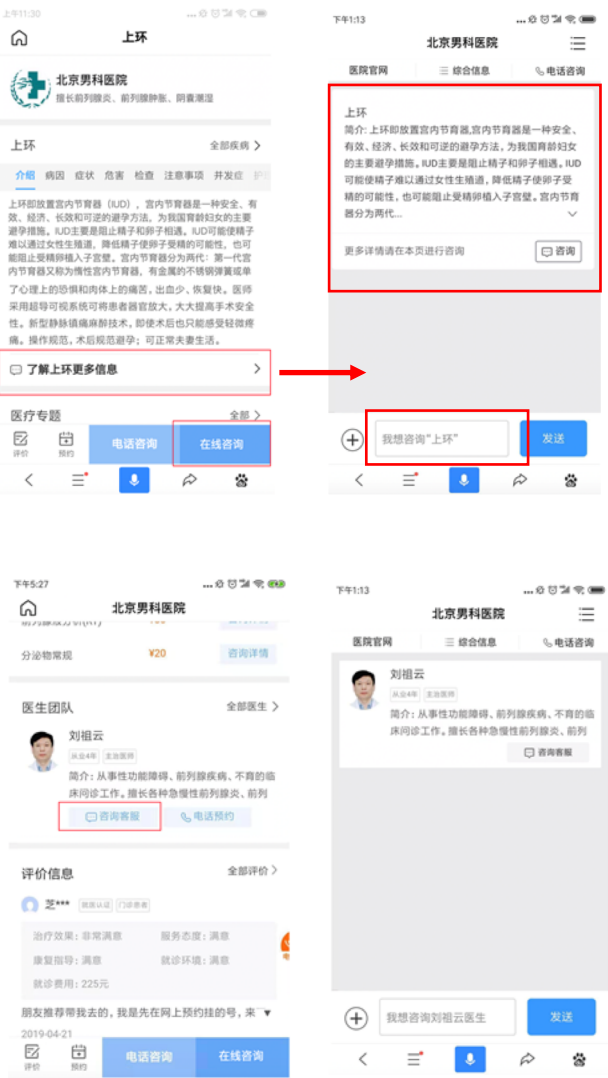 上午11:30
上环
北京男科医院
擅长前列腺炎、前列腺肿胀、阴囊潮湿
上环
全部疾病
介绍 病因 症状 危害 检查 注意事项 并发症
上环即放置宫内节育器（IUD），宫内节育器是一种安全、有
效、经济、长效和可逆的避孕方法，为我国育龄妇女的主要
避孕措施。IUD主要是阻止精子和卵子相遇。IUD可能使精子
难以通过女性生殖道，降低精子使卵子受精的可能性，也可
能阻止受精卵植入子宫壁。宫内节育器分为两代：第一代宫
内节育器又称为惰性宫内节育器，有金属的不锈钢弹簧或单
了心理上的恐惧和肉体上的痛苦，出血少、恢复快。医师
采用超导可视系统可将患者器官放大，大大提高手术安全
性。新型静脉镇痛麻醉技术，即使术后也只能感受轻微疼
痛。操作规范，术后规范避孕；可正常夫妻生活。
了解上环更多信息
医疗专题
全部
评价 预约 电话咨询 在线咨询
下午1:13
北京男科医院
医院官网 综合信息 电话咨询
上环
简介: 上环即放置宫内节育器,宫内节育器是一种安全、
有效、经济、长效和可逆的避孕方法，为我国育龄妇女
的主要避孕措施。IUD主要是阻止精子和卵子相遇。IUD
可能使精子难以通过女性生殖道，降低精子使卵子受
精的可能性，也可能阻止受精卵植入子宫壁。宫内节育
器分为两代...
更多详情请在本页进行咨询
咨询
我想咨询“上环”
发送
下午5:27
北京男科医院
分泌物常规 ¥20 咨询详情
医生团队
全部医生
刘祖云
从业4年 主治医师
简介: 从事性功能障碍、前列腺疾病、不育的临
床问诊工作。擅长各种急慢性前列腺炎、前列
咨询客服 电话预约
评价信息
全部评价
芝*** 就医认证 门诊患者
治疗效果: 非常满意 服务态度: 满意
康复指导: 满意 就诊环境: 满意
就诊费用: 225元
朋友推荐带我去的，我是先在网上预约挂的号，来
2019-04-21
评价 预约 电话咨询 在线咨询
下午1:13
北京男科医院
医院官网 综合信息 电话咨询
刘祖云
从业4年 主治医师
简介: 从事性功能障碍、前列腺疾病、不育的临
床问诊工作。擅长各种急慢性前列腺炎、前列
咨询客服
我想咨询刘祖云医生
发送